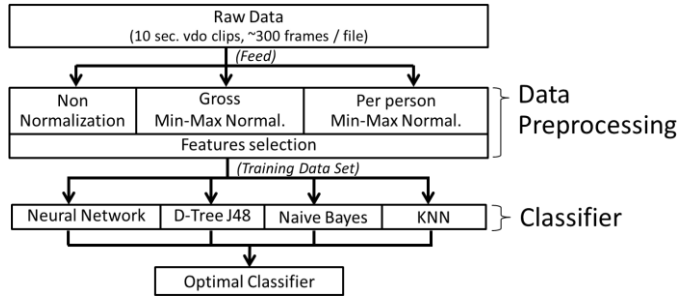 Raw Data
(10 sec. vdo clips, ~300 frames / file)
(Feed)
Non
Normalization
Gross
Min-Max Normal.
Per person
Min-Max Normal.
Data
Preprocessing
Features selection
(Training Data Set)
Neural Network
D-Tree J48
Naive Bayes
KNN
Classifier
Optimal Classifier